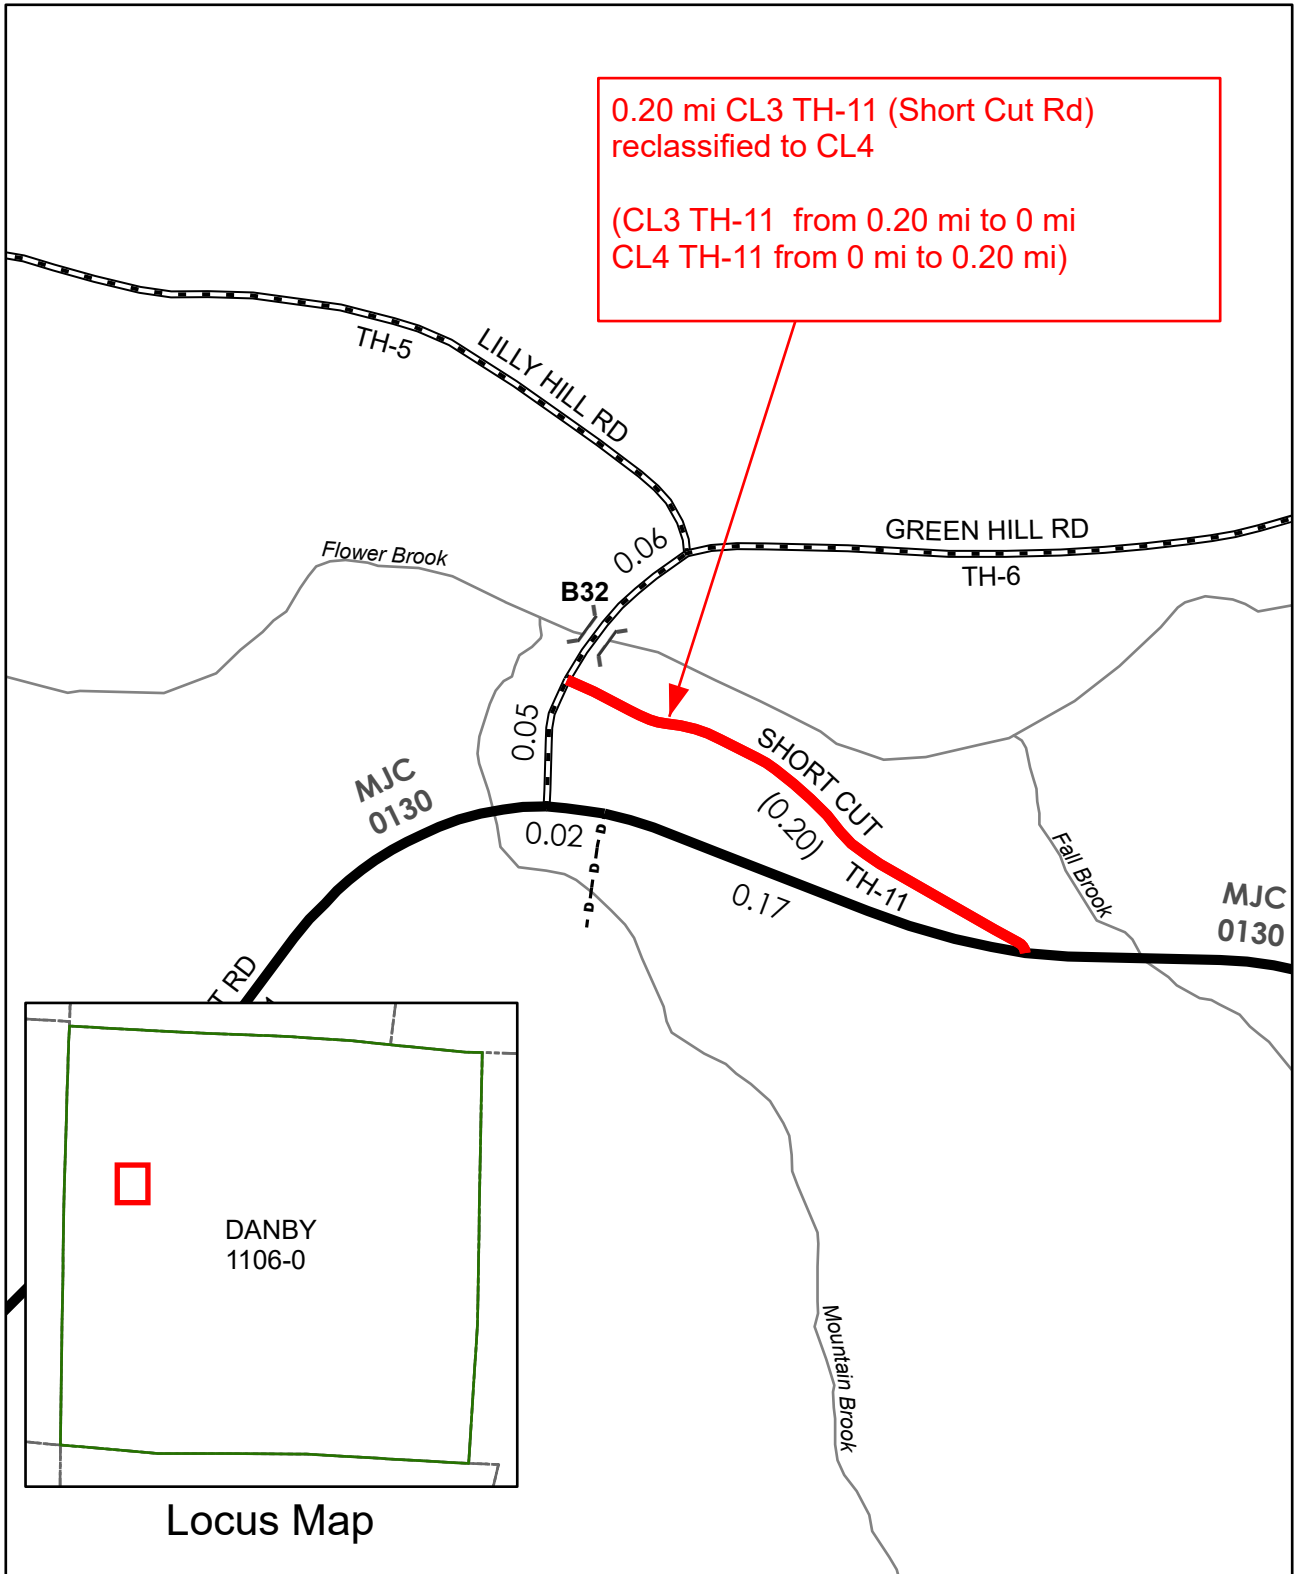 0.20 mi CL3 TH-11 (Short Cut Rd)
reclassified to CL4
(CL3 TH-11 from 0.20 mi to 0 mi
CL4 TH-11 from 0 mi to 0.20 mi)
TH-5
LILLY HILL RD
GREEN HILL RD
TH-6
Flower Brook
0.06
B32
0.05
MJC
0130
0.02
D
D
D
SHORT CUT
(0.20)
TH-11
0.17
Fall Brook
MJC
0130
T RD
DANBY
1106-0
Mountain Brook
Locus Map